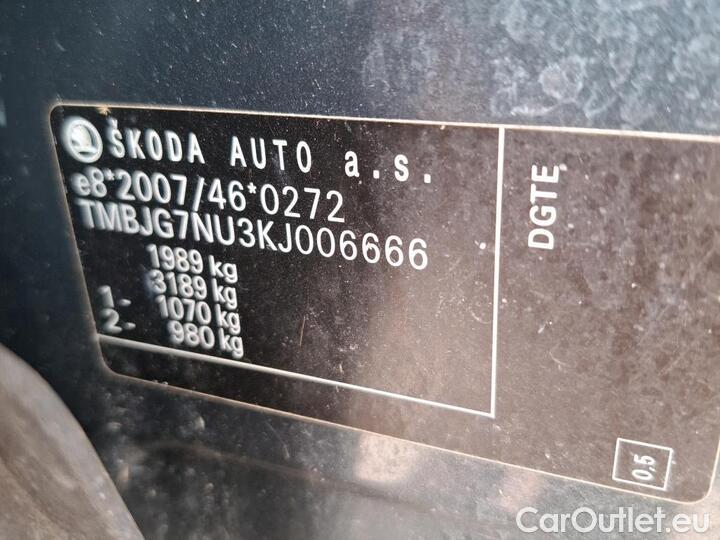 ŠKODA AUTO a.s.
e8*2007/46*0272
TMBJG7NU3KJ006666
1989 kg
3189 kg
1- 1070 kg
2- 980 kg
DGTE
0,5
CarOutlet.eu